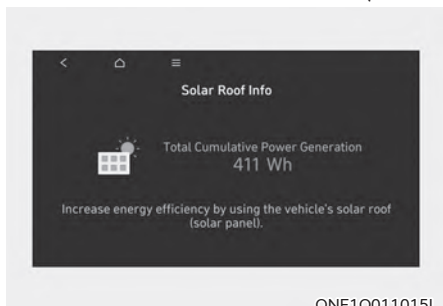 Solar Roof Info
Total Cumulative Power Generation
411 Wh
Increase energy efficiency by using the vehicle's solar roof
(solar panel).